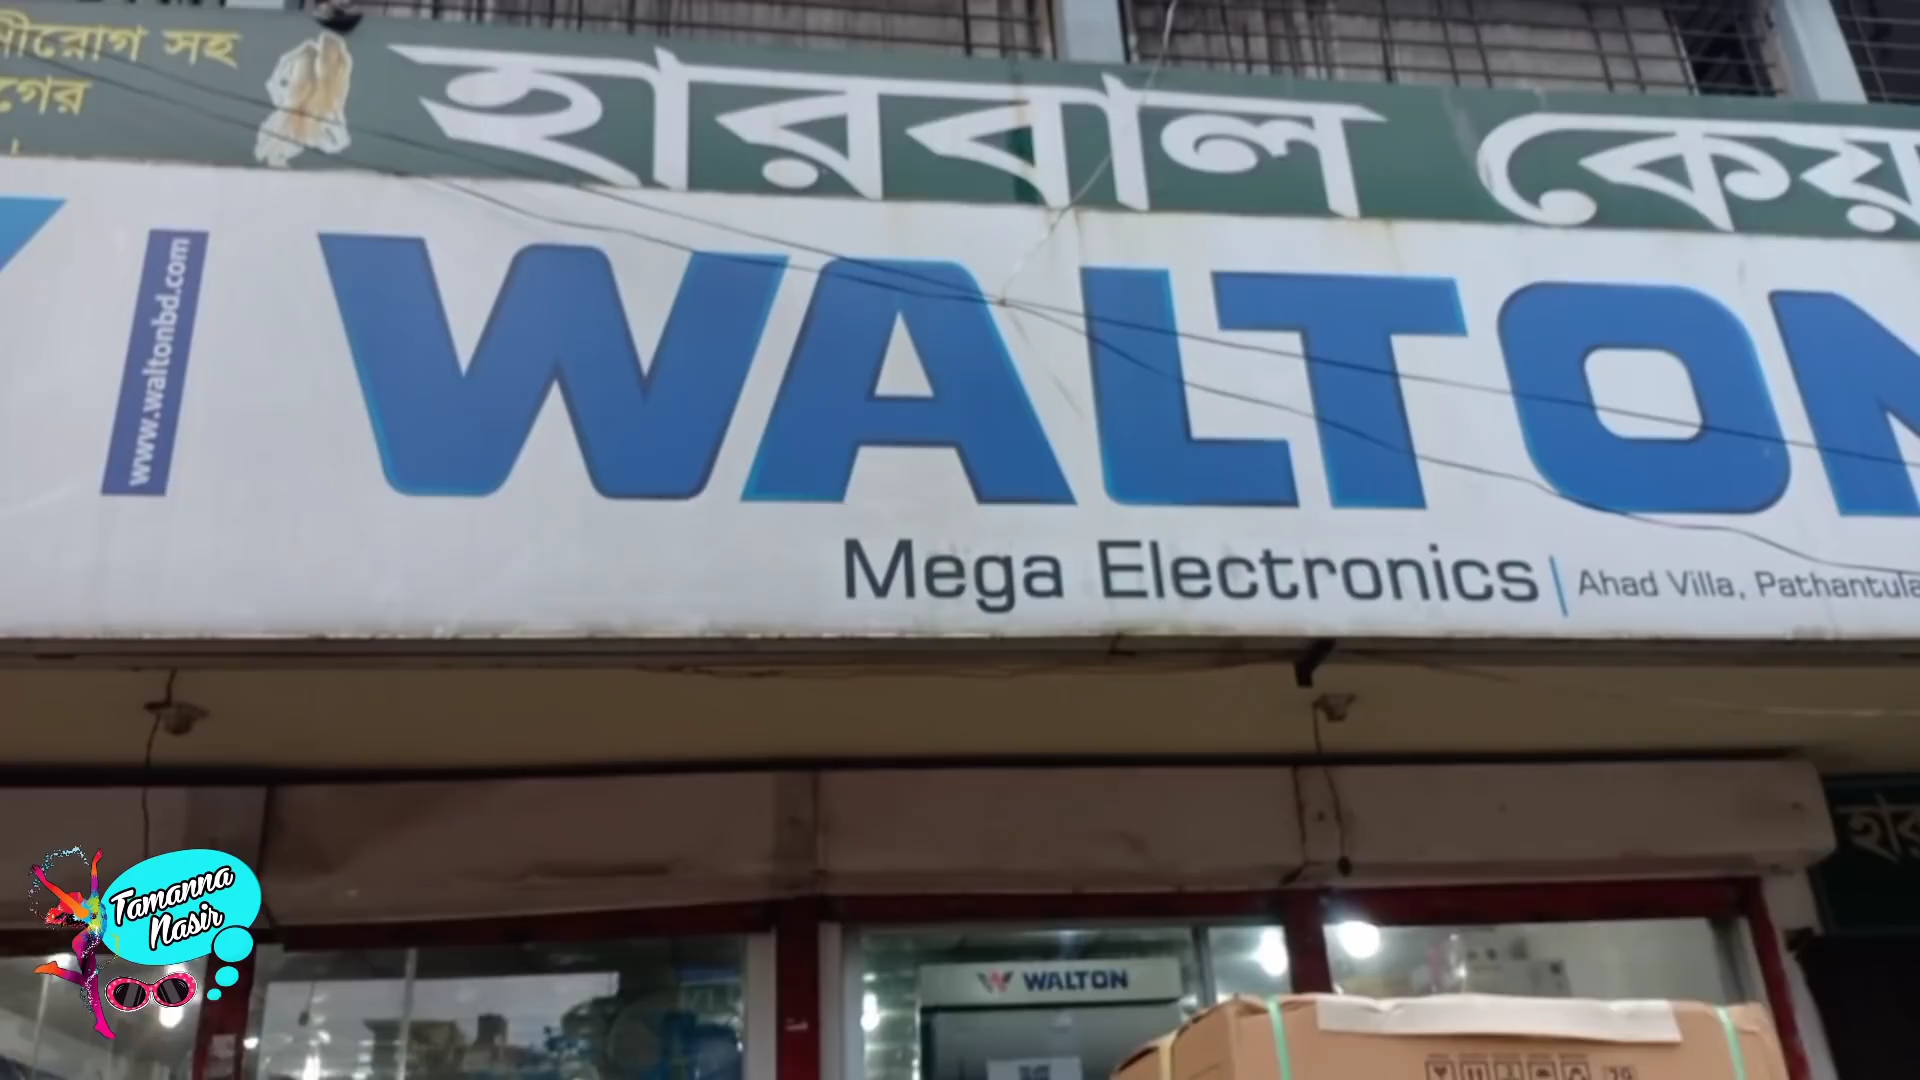 রোগ সহ
গের
হারবাল কেয়
www.waltonbd.com
WALTON
Mega Electronics | Ahad Villa, Pathantula
হার
Tamanna
Nasir
WALTON